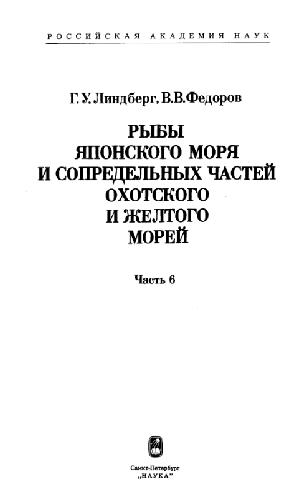 РОССИЙСКАЯ АКАДЕМИЯ НАУК
Г.У.Линдберг, В.В.Федоров
РЫБЫ
ЯПОНСКОГО МОРЯ
И СОПРЕДЕЛЬНЫХ ЧАСТЕЙ
ОХОТСКОГО
И ЖЕЛТОГО
МОРЕЙ
Часть 6
Санкт-Петербург
„НАУКА"